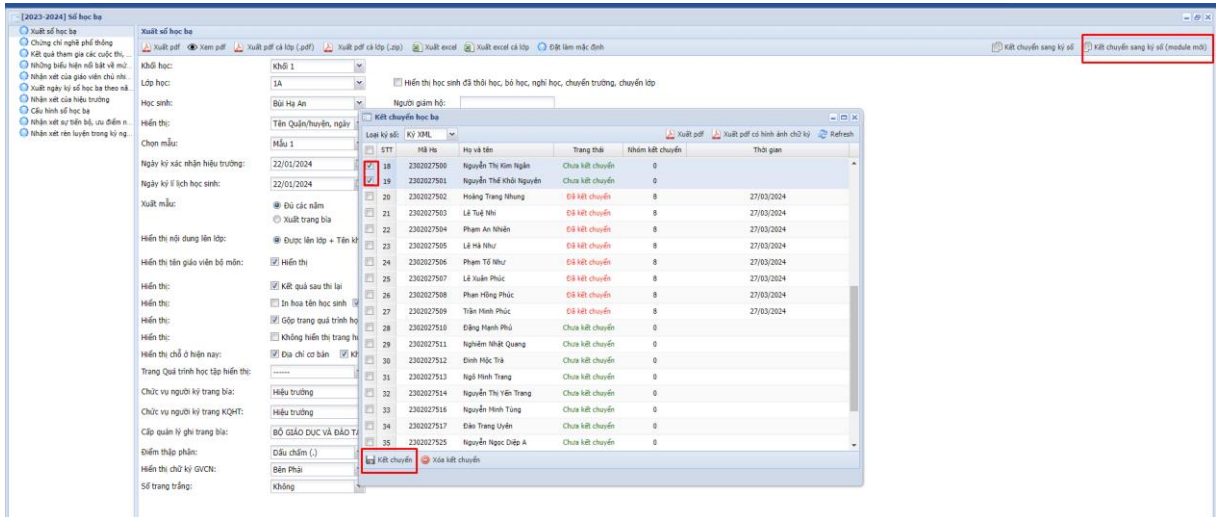 [2023-2024] Sổ học bạ
Xuất sổ học bạ
Chứng chỉ nghề phổ thông
Kết quả tham gia các cuộc thi, ...
Những biểu hiện nổi bật về mứ...
Nhận xét của giáo viên chủ nhi...
Xuất ngày ký sổ học bạ theo nă...
Nhận xét của hiệu trưởng
Cấu hình sổ học bạ
Nhận xét sự tiến bộ, ưu điểm n...
Nhận xét rèn luyện trong kỳ ng...
Xuất sổ học bạ
Xuất pdf Xem pdf Xuất pdf cả lớp (.pdf) Xuất pdf cả lớp (.zip) Xuất excel Xuất excel cả lớp Đặt làm mặc định Kết chuyển sang ký số Kết chuyển sang ký số (module mới)
Khối học: Khối 1
Lớp học: 1A Hiển thị học sinh đã thôi học, bỏ học, nghỉ học, chuyển trường, chuyển lớp
Học sinh: Bùi Hạ An Người giám hộ:
Hiển thị: Tên Quận/huyện, ngày
Chọn mẫu: Mẫu 1
Ngày ký xác nhận hiệu trưởng: 22/01/2024
Ngày ký lí lịch học sinh: 22/01/2024
Xuất mẫu: Đủ các năm
Xuất trang bìa
Hiển thị nội dung lên lớp: Được lên lớp + Tên kh
Hiển thị tên giáo viên bộ môn: Hiển thị
Hiển thị: Kết quả sau thi lại
Hiển thị: In hoa tên học sinh
Hiển thị: Gộp trang quá trình họ
Hiển thị: Không hiển thị trang h
Hiển thị chỗ ở hiện nay: Địa chỉ cơ bản Kh
Trang Quá trình học tập hiển thị: ------
Chức vụ người ký trang bìa: Hiệu trưởng
Chức vụ người ký trang KQHT: Hiệu trưởng
Cấp quản lý ghi trang bìa: BỘ GIÁO DỤC VÀ ĐÀO TẠ
Điểm thập phân: Dấu chấm (.)
Hiển thị chữ ký GVCN: Bên Phải
Số trang trắng: Không
Kết chuyển học bạ
Loại ký số: Ký XML Xuất pdf Xuất pdf có hình ảnh chữ ký Refresh
STT Mã Hs Họ và tên Trạng thái Nhóm kết chuyển Thời gian
18 2302027500 Nguyễn Thị Kim Ngân Chưa kết chuyển 0
19 2302027501 Nguyễn Thế Khôi Nguyên Chưa kết chuyển 0
20 2302027502 Hoàng Trang Nhung Đã kết chuyển 8 27/03/2024
21 2302027503 Lê Tuệ Nhi Đã kết chuyển 8 27/03/2024
22 2302027504 Phạm An Nhiên Đã kết chuyển 8 27/03/2024
23 2302027505 Lê Hà Như Đã kết chuyển 8 27/03/2024
24 2302027506 Phạm Tố Như Đã kết chuyển 8 27/03/2024
25 2302027507 Lê Xuân Phúc Đã kết chuyển 8 27/03/2024
26 2302027508 Phan Hồng Phúc Đã kết chuyển 8 27/03/2024
27 2302027509 Trần Minh Phúc Đã kết chuyển 8 27/03/2024
28 2302027510 Đặng Mạnh Phú Chưa kết chuyển 0
29 2302027511 Nghiêm Nhật Quang Chưa kết chuyển 0
30 2302027512 Đinh Mộc Trà Chưa kết chuyển 0
31 2302027513 Ngô Minh Trang Chưa kết chuyển 0
32 2302027514 Nguyễn Thị Yến Trang Chưa kết chuyển 0
33 2302027516 Nguyễn Minh Tùng Chưa kết chuyển 0
34 2302027517 Đào Trang Uyên Chưa kết chuyển 0
35 2302027525 Nguyễn Ngọc Diệp A Chưa kết chuyển 0
Kết chuyển Xóa kết chuyển